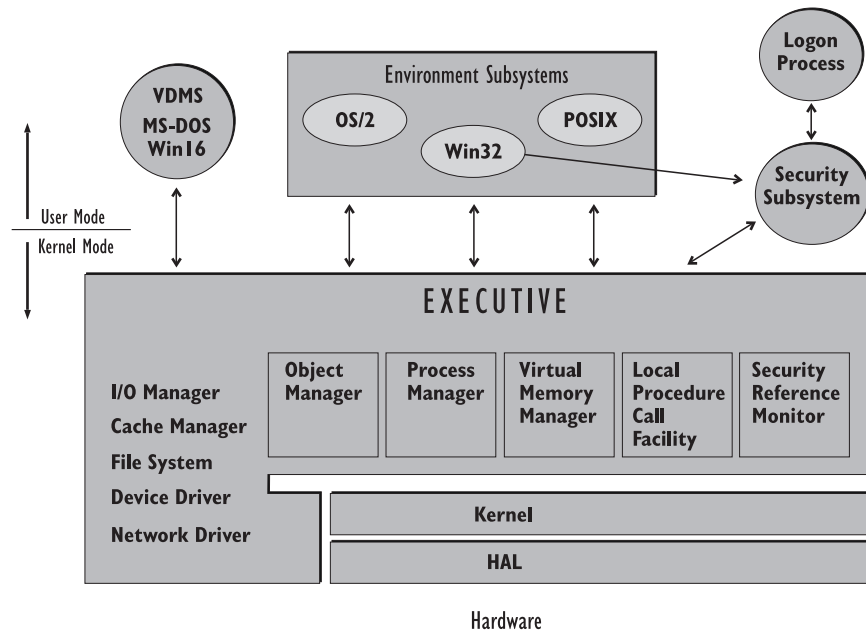 Logon
Process
VDMS
MS-DOS
Win16
Environment Subsystems
OS/2
POSIX
Win32
Security
Subsystem
User Mode
Kernel Mode
EXECUTIVE
I/O Manager
Cache Manager
File System
Device Driver
Network Driver
Object
Manager
Process
Manager
Virtual
Memory
Manager
Local
Procedure
Call
Facility
Security
Reference
Monitor
Kernel
HAL
Hardware